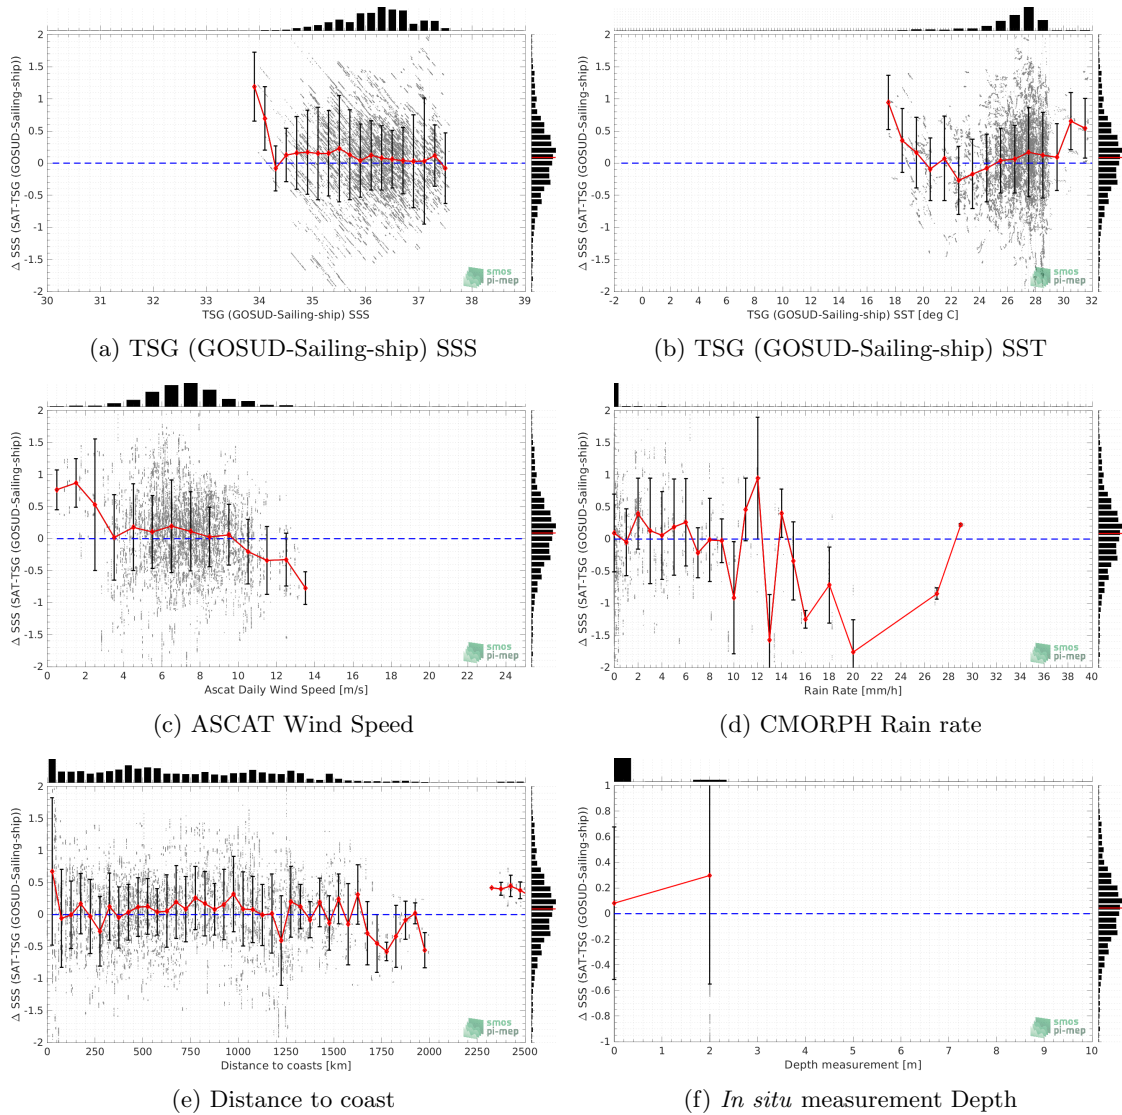 2
1.5
1
0.5
0
-0.5
-1
-1.5
-2
Δ SSS (SAT-TSG (GOSUD-Sailing-ship))
30 31 32 33 34 35 36 37 38 39
TSG (GOSUD-Sailing-ship) SSS
smos
pi-mep
(a) TSG (GOSUD-Sailing-ship) SSS
2
1.5
1
0.5
0
-0.5
-1
-1.5
-2
Δ SSS (SAT-TSG (GOSUD-Sailing-ship))
-2 0 2 4 6 8 10 12 14 16 18 20 22 24 26 28 30 32
TSG (GOSUD-Sailing-ship) SST [deg C]
smos
pi-mep
(b) TSG (GOSUD-Sailing-ship) SST
2
1.5
1
0.5
0
-0.5
-1
-1.5
-2
Δ SSS (SAT-TSG (GOSUD-Sailing-ship))
0 2 4 6 8 10 12 14 16 18 20 22 24
Ascat Daily Wind Speed [m/s]
smos
pi-mep
(c) ASCAT Wind Speed
2
1.5
1
0.5
0
-0.5
-1
-1.5
-2
Δ SSS (SAT-TSG (GOSUD-Sailing-ship))
0 2 4 6 8 10 12 14 16 18 20 22 24 26 28 30 32 34 36 38 40
Rain Rate [mm/h]
smos
pi-mep
(d) CMORPH Rain rate
2
1.5
1
0.5
0
-0.5
-1
-1.5
-2
Δ SSS (SAT-TSG (GOSUD-Sailing-ship))
0 250 500 750 1000 1250 1500 1750 2000 2250 2500
Distance to coasts [km]
smos
pi-mep
(e) Distance to coast
1
0.8
0.6
0.4
0.2
0
-0.2
-0.4
-0.6
-0.8
-1
Δ SSS (SAT-TSG (GOSUD-Sailing-ship))
0 1 2 3 4 5 6 7 8 9 10
Depth measurement [m]
smos
pi-mep
(f) In situ measurement Depth